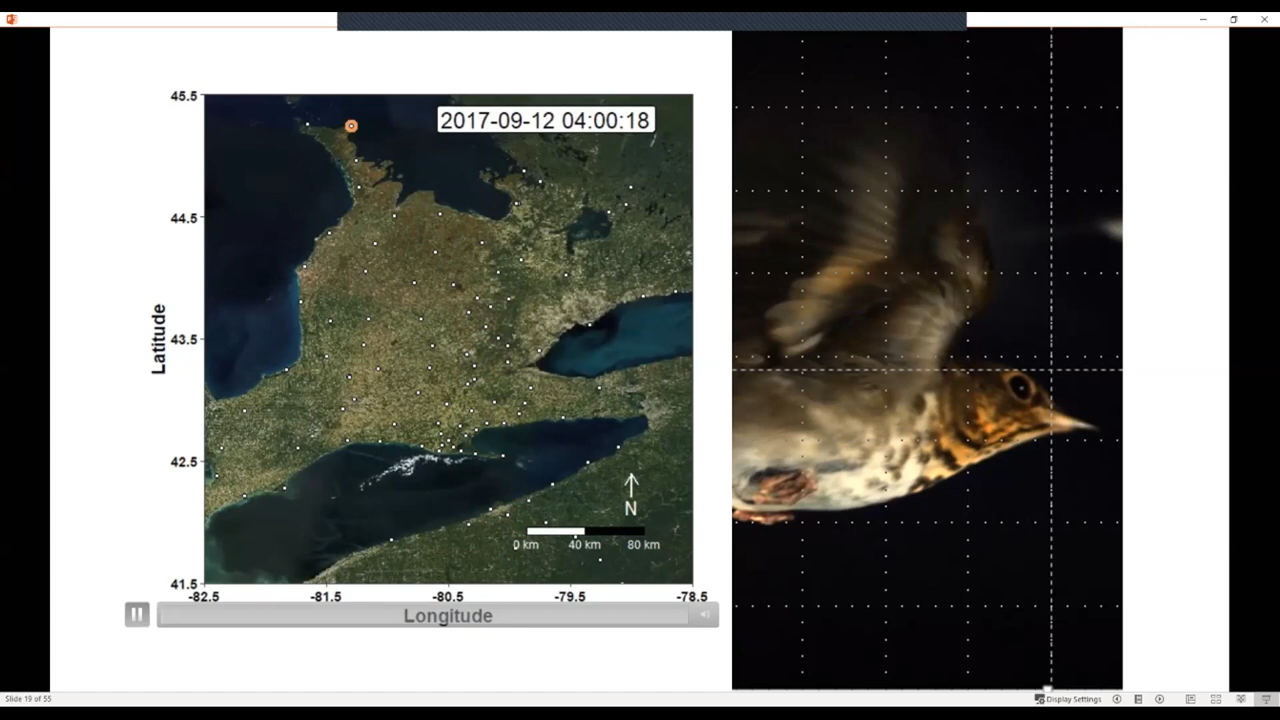 2017-09-12 04:00:18
45.5
44.5
43.5
42.5
41.5
Latitude
N
0 km 40 km 80 km
-82.5 -81.5 -80.5 -79.5 -78.5
Longitude
Slide 19 of 55
Display Settings